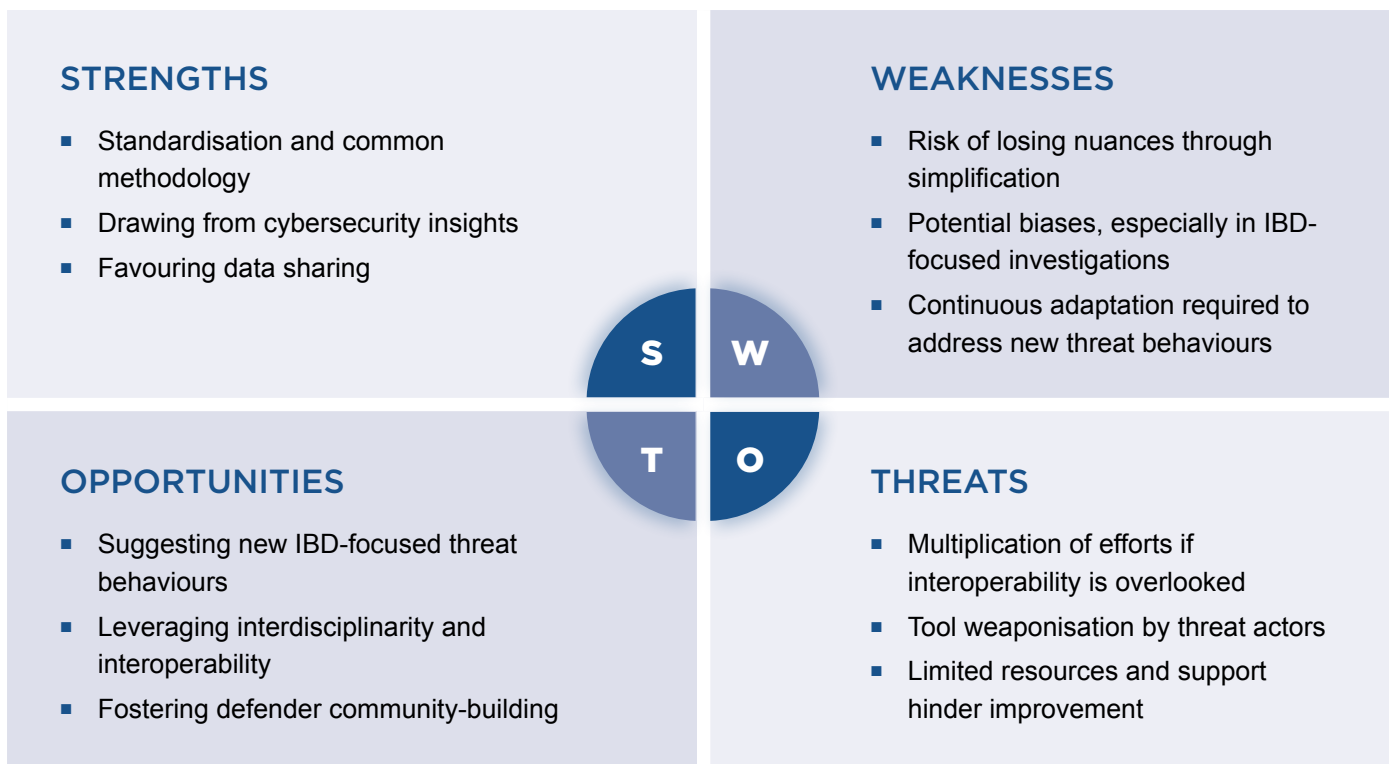 STRENGTHS
■ Standardisation and common
methodology
■ Drawing from cybersecurity insights
■ Favouring data sharing
WEAKNESSES
■ Risk of losing nuances through
simplification
■ Potential biases, especially in IBD-
focused investigations
■ Continuous adaptation required to
address new threat behaviours
S
W
T
O
OPPORTUNITIES
■ Suggesting new IBD-focused threat
behaviours
■ Leveraging interdisciplinarity and
interoperability
■ Fostering defender community-building
THREATS
■ Multiplication of efforts if
interoperability is overlooked
■ Tool weaponisation by threat actors
■ Limited resources and support
hinder improvement